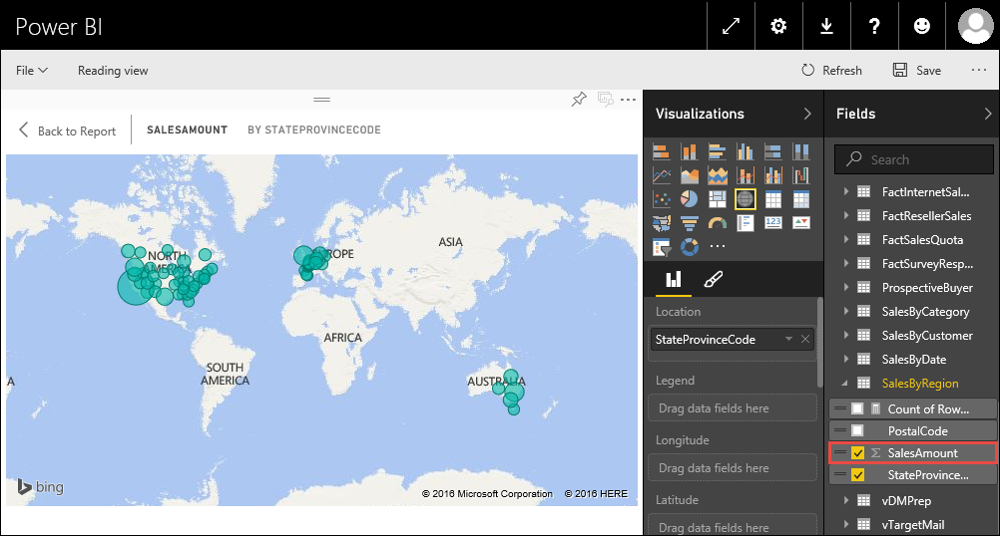 Power BI
?
File
Reading view
Refresh
Save
...
Back to Report
SALESAMOUNT
BY STATEPROVINCECODE
NORTH
AMERICA
EUROPE
ASIA
AFRICA
SOUTH
AMERICA
AUSTRALIA
A
bing
© 2016 Microsoft Corporation © 2016 HERE
Visualizations
123
...
Location
StateProvinceCode
Legend
Drag data fields here
Longitude
Drag data fields here
Latitude
Drag data fields here
Fields
Search
FactInternetSal...
FactResellerSales
FactSalesQuota
FactSurveyResp...
ProspectiveBuyer
SalesByCategory
SalesByCustomer
SalesByDate
SalesByRegion
Count of Row...
PostalCode
Σ SalesAmount
StateProvince...
vDMPrep
vTargetMail